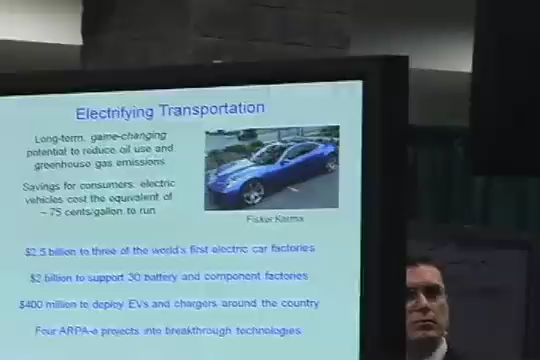 Electrifying Transportation
Long-term, game-changing
potential to reduce oil use and
greenhouse gas emissions
Savings for consumers: electric
vehicles cost the equivalent of
~ 75 cents/gallon to run
Fisker Karma
$2.5 billion to three of the world's first electric car factories
$2 billion to support 30 battery and component factories
$400 million to deploy EVs and chargers around the country
Four ARPA-e projects into breakthrough technologies